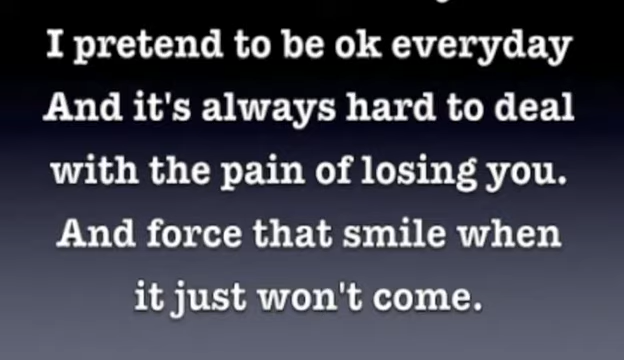 I pretend to be ok everyday
And it's always hard to deal
with the pain of losing you.
And force that smile when
it just won't come.